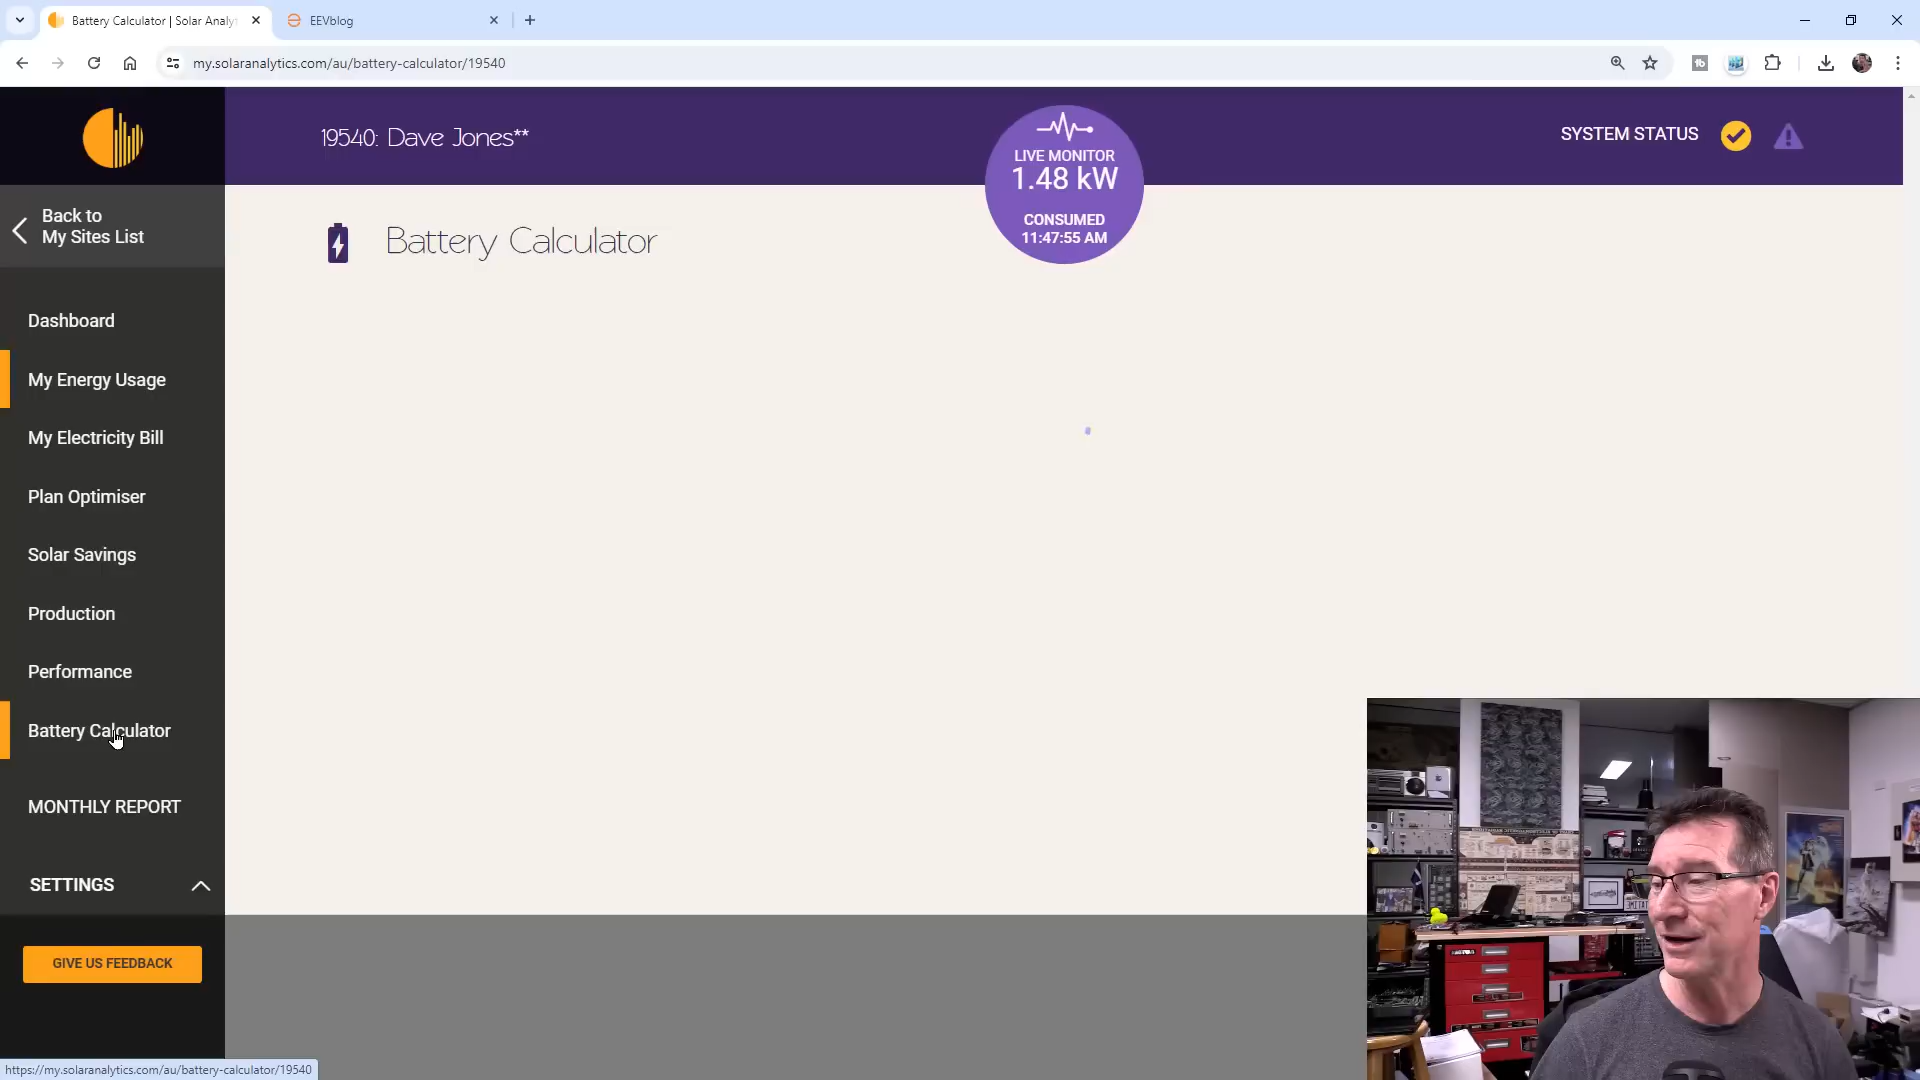 Battery Calculator | Solar Analy
EEVblog
my.solaranalytics.com/au/battery-calculator/19540
19540: Dave Jones**
LIVE MONITOR
1.48 kW
CONSUMED
11:47:55 AM
SYSTEM STATUS
Back to
My Sites List
Battery Calculator
Dashboard
My Energy Usage
My Electricity Bill
Plan Optimiser
Solar Savings
Production
Performance
Battery Calculator
MONTHLY REPORT
SETTINGS
GIVE US FEEDBACK
https://my.solaranalytics.com/au/battery-calculator/19540